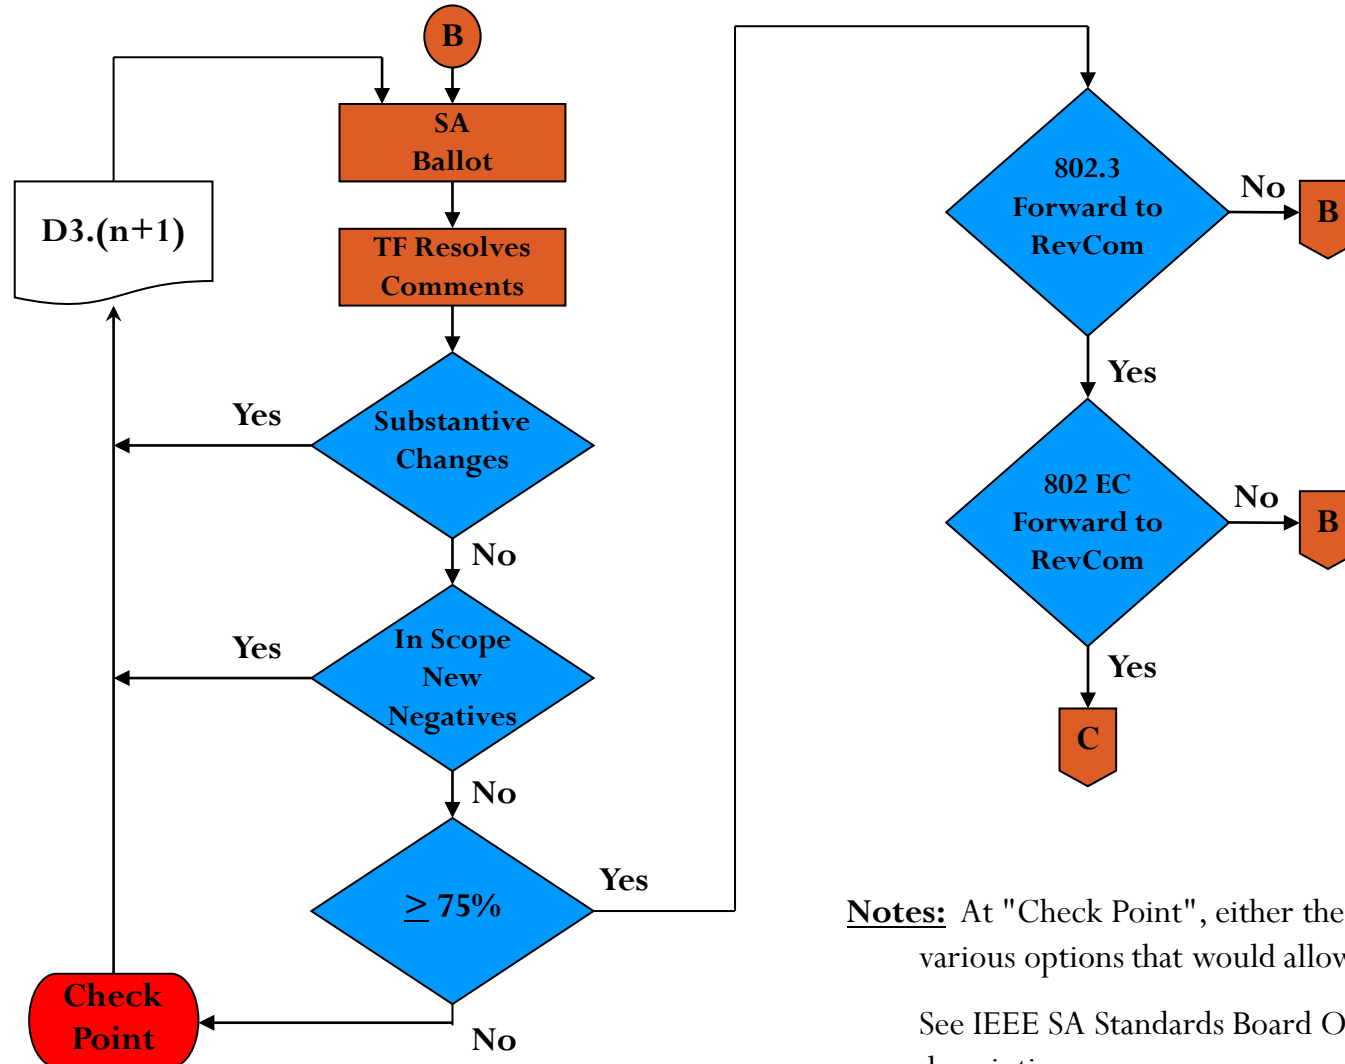 B
SA
Ballot
D3.(n+1)
TF Resolves
Comments
Yes
Substantive
Changes
No
Yes
In Scope
New
Negatives
No
≥ 75%
Yes
No
Check
Point
802.3
Forward to
RevCom
No
B
Yes
802 EC
Forward to
RevCom
No
B
Yes
C
Notes: At "Check Point", either the
various options that would allow
See IEEE SA Standards Board O